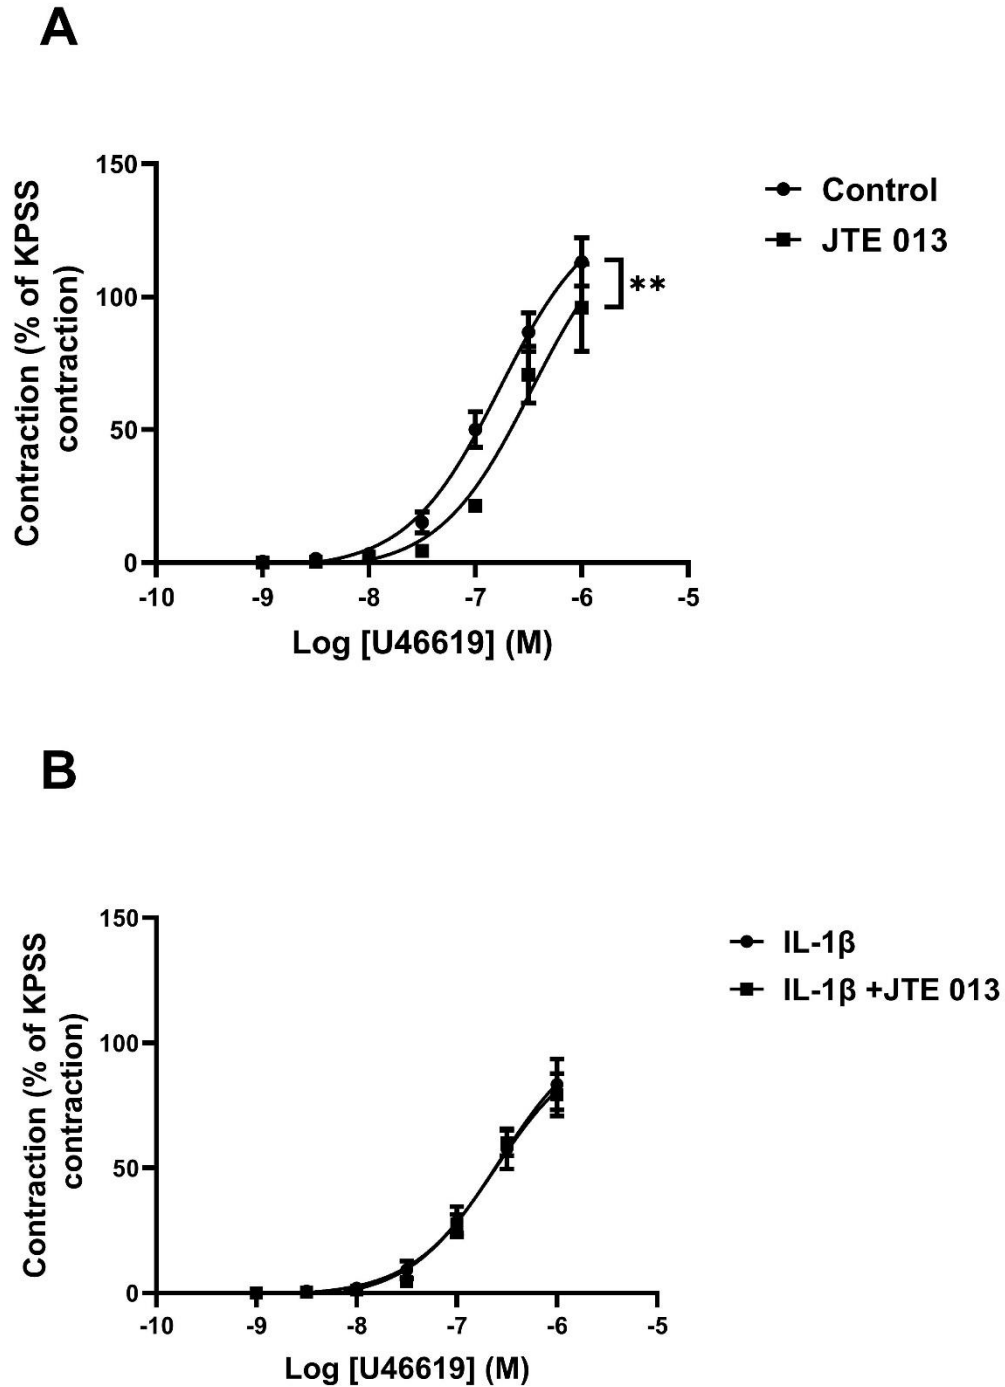 A
150
100
50
0
-10 -9 -8 -7 -6 -5
Contraction (% of KPSS
contraction)
Log [U46619] (M)
Control
JTE 013
**
B
150
100
50
0
-10 -9 -8 -7 -6 -5
Contraction (% of KPSS
contraction)
Log [U46619] (M)
IL-1β
IL-1β +JTE 013